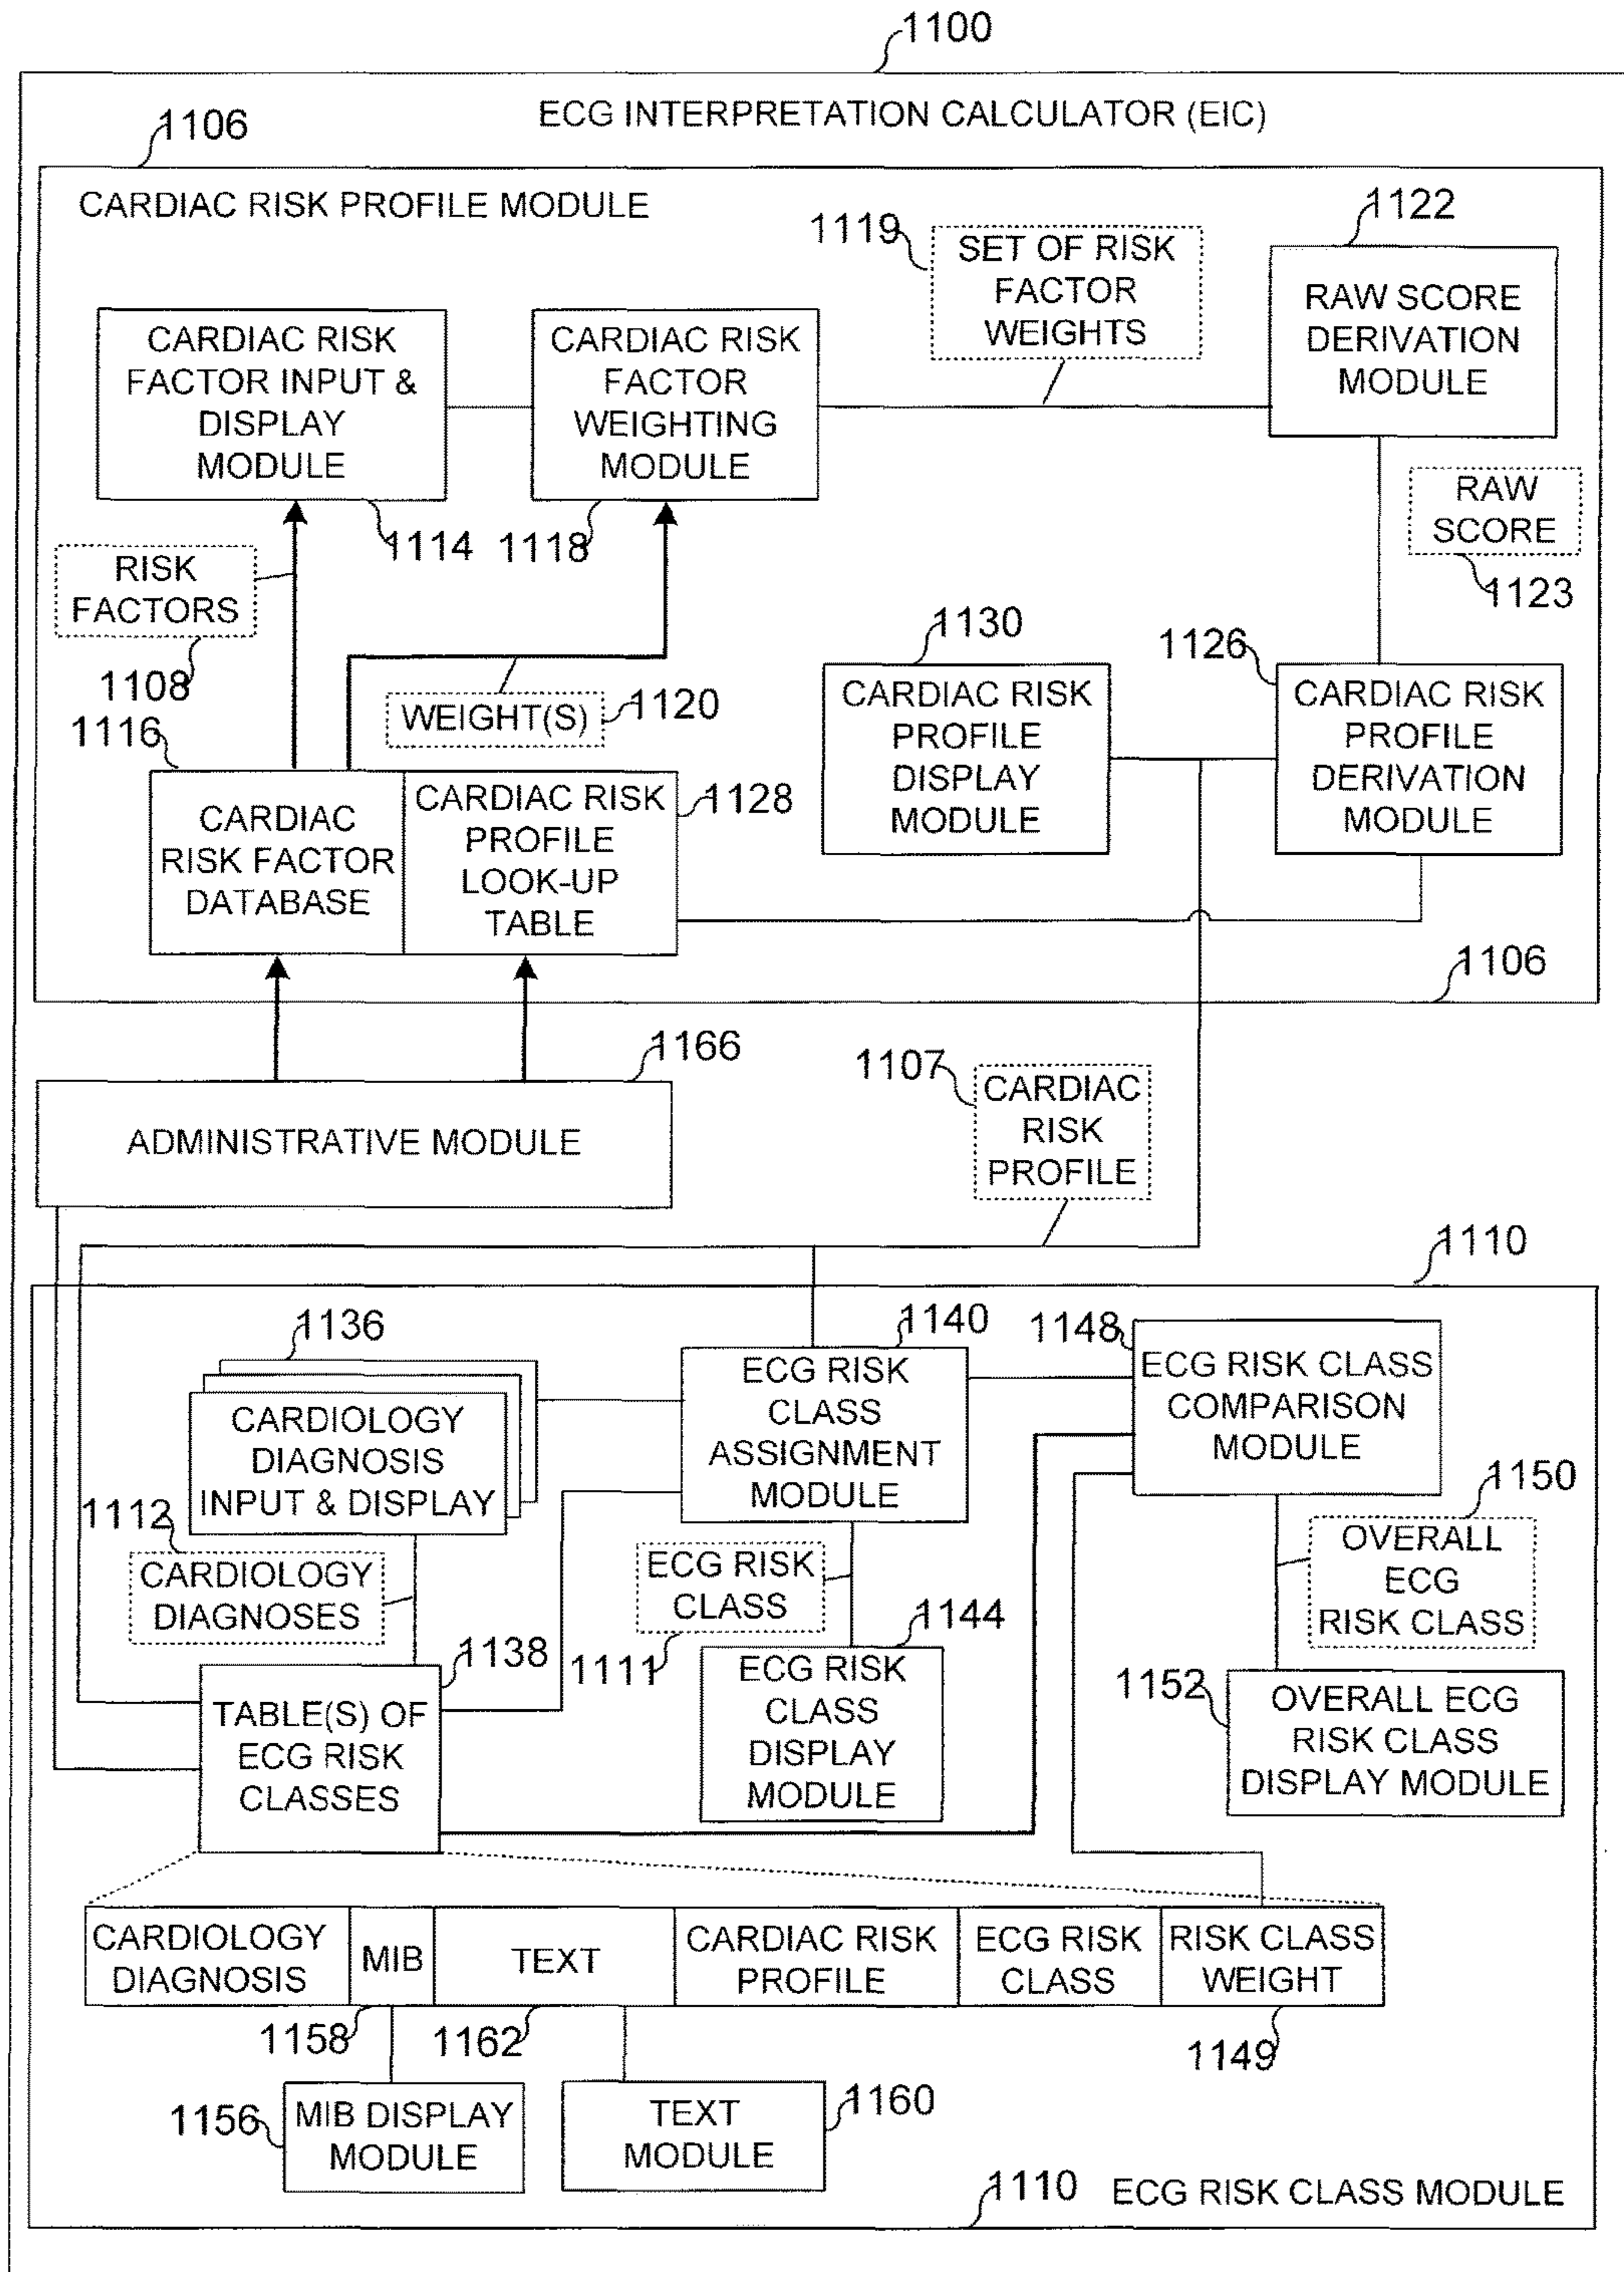 1100
ECG INTERPRETATION CALCULATOR (EIC)
1106
CARDIAC RISK PROFILE MODULE
1119
SET OF RISK
FACTOR
WEIGHTS
1122
RAW SCORE
DERIVATION
MODULE
CARDIAC RISK
FACTOR INPUT &
DISPLAY
MODULE
CARDIAC RISK
FACTOR
WEIGHTING
MODULE
1114
1118
RAW
SCORE
1123
RISK
FACTORS
1108
WEIGHT(S)
1120
1130
1126
CARDIAC RISK
PROFILE
DISPLAY
MODULE
CARDIAC RISK
PROFILE
DERIVATION
MODULE
1116
CARDIAC
RISK FACTOR
DATABASE
CARDIAC RISK
PROFILE
LOOK-UP
TABLE
1128
1106
1166
ADMINISTRATIVE MODULE
1107
CARDIAC
RISK
PROFILE
1110
1136
CARDIOLOGY
DIAGNOSIS
INPUT & DISPLAY
1140
ECG RISK
CLASS
ASSIGNMENT
MODULE
1148
ECG RISK CLASS
COMPARISON
MODULE
1112
CARDIOLOGY
DIAGNOSES
ECG RISK
CLASS
1111
1150
OVERALL
ECG
RISK CLASS
1138
TABLE(S) OF
ECG RISK
CLASSES
1144
ECG RISK
CLASS
DISPLAY
MODULE
1152
OVERALL ECG
RISK CLASS
DISPLAY MODULE
CARDIOLOGY
DIAGNOSIS
MIB
TEXT
CARDIAC RISK
PROFILE
ECG RISK
CLASS
RISK CLASS
WEIGHT
1158
1162
1149
1156
MIB DISPLAY
MODULE
TEXT
MODULE
1160
1110
ECG RISK CLASS MODULE